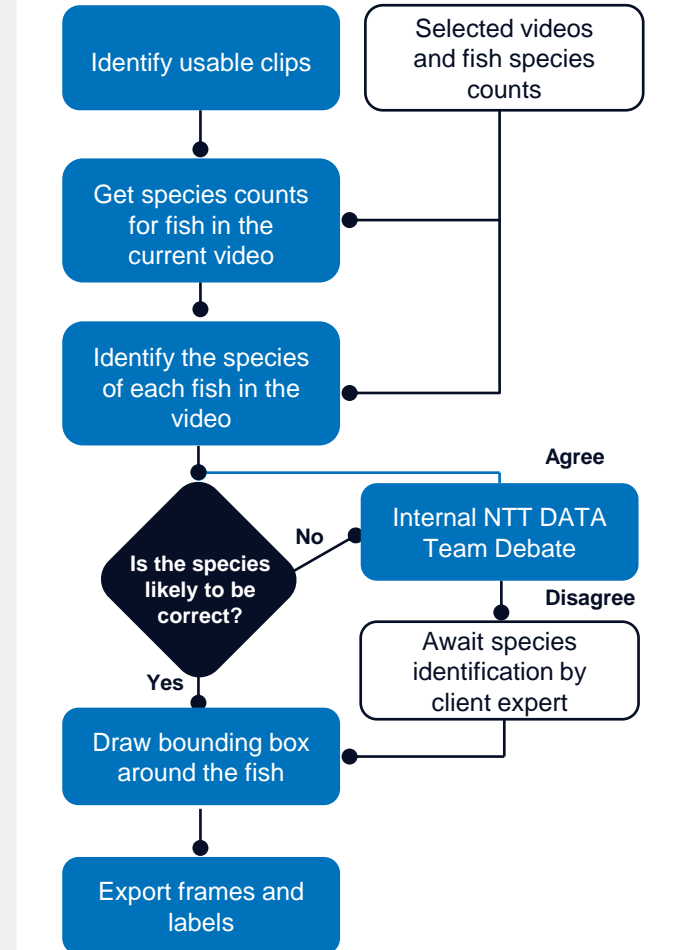 Identify usable clips
Selected videos
and fish species
counts
Get species counts
for fish in the
current video
Identify the species
of each fish in the
video
Agree
No
Internal NTT DATA
Team Debate
Is the species
likely to be
correct?
Disagree
Await species
identification by
client expert
Yes
Draw bounding box
around the fish
Export frames and
labels